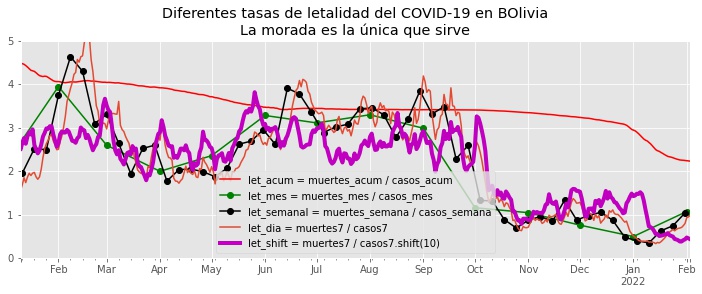 Diferentes tasas de letalidad del COVID-19 en BOlivia
La morada es la única que sirve
5
4
3
2
1
0
let_acum = muertes_acum / casos_acum
let_mes = muertes_mes / casos_mes
let_semanal = muertes_semana / casos_semana
let_dia = muertes7 / casos7
let_shift = muertes7 / casos7.shift(10)
Feb Mar Apr May Jun Jul Aug Sep Oct Nov Dec Jan Feb
2022